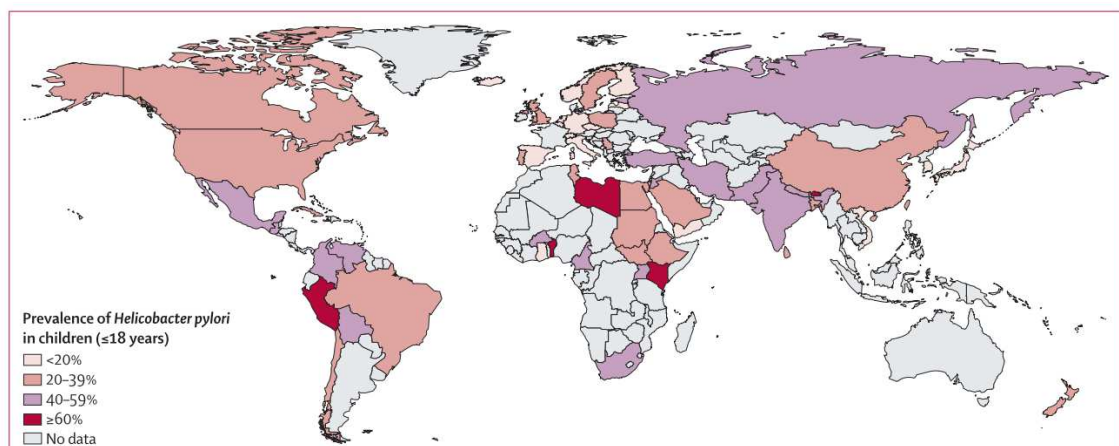 Prevalence of Helicobacter pylori
in children (≤18 years)
<20%
20–39%
40–59%
≥60%
No data